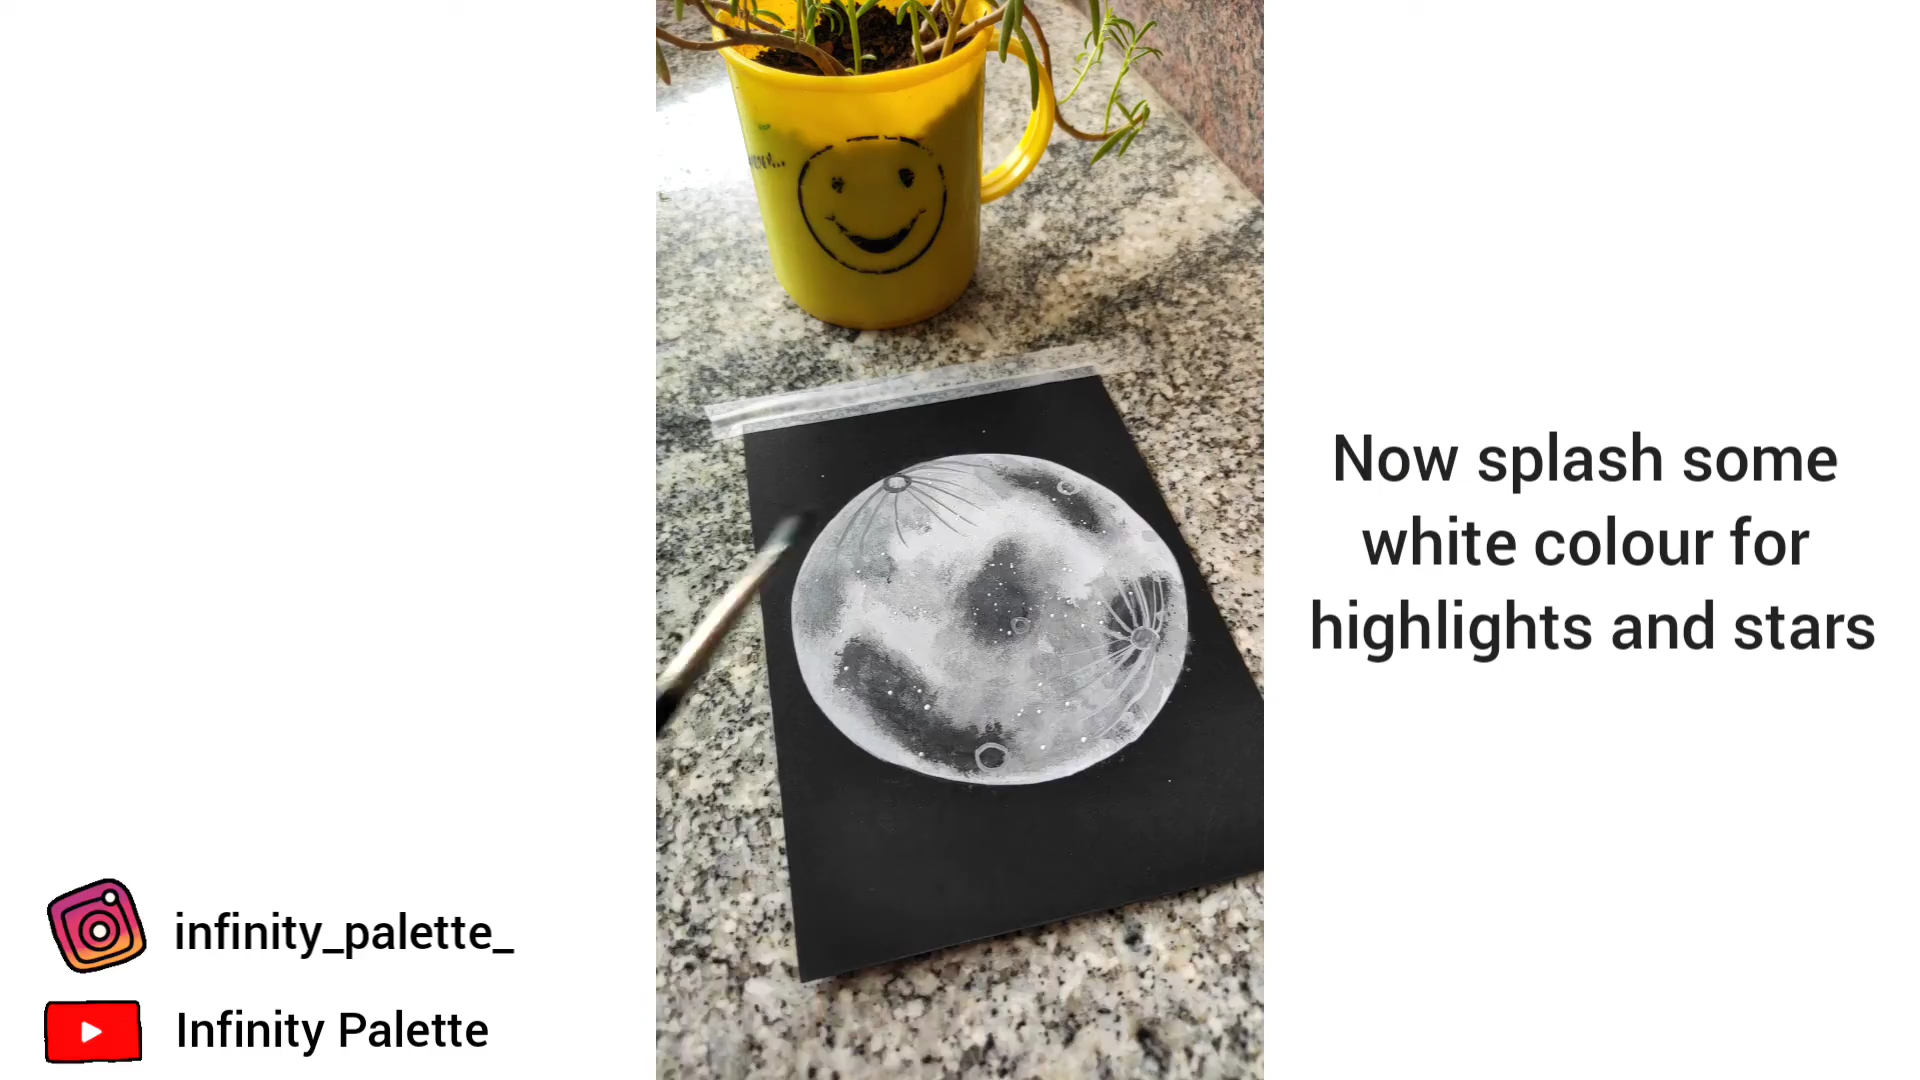 Now splash some
white colour for
highlights and stars
infinity_palette_
Infinity Palette